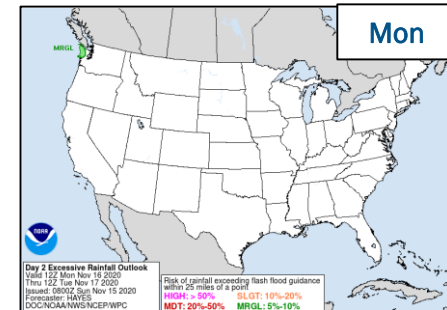 Mon
MRGL
NOAA
Day 2 Excessive Rainfall Outlook
Valid 12Z Mon Nov 16 2020
Thru 12Z Tue Nov 17 2020
Issued: 0800Z Sun Nov 15 2020
Forecaster: HAYES
DOC/NOAA/NWS/NCEP/WPC
Risk of rainfall exceeding flash flood guidance
within 25 miles of a point
HIGH: > 50% SLGT: 10%-20%
MDT: 20%-50% MRGL: 5%-10%